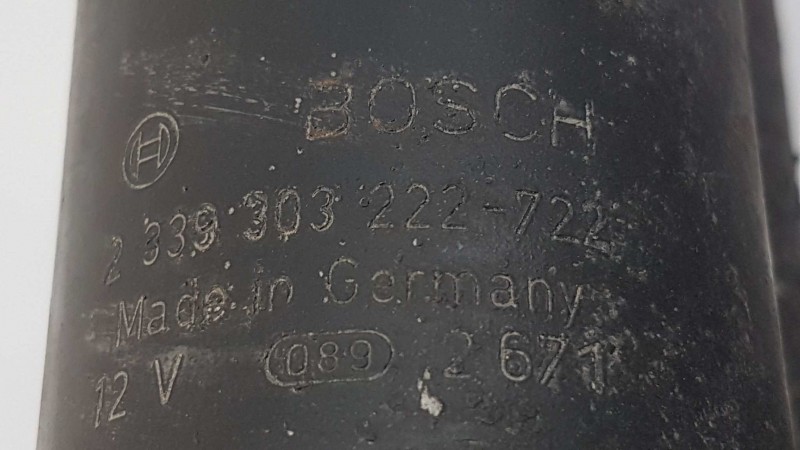 BOSCH
2 339 303 222-722
Made in Germany
12 V 089 2 671